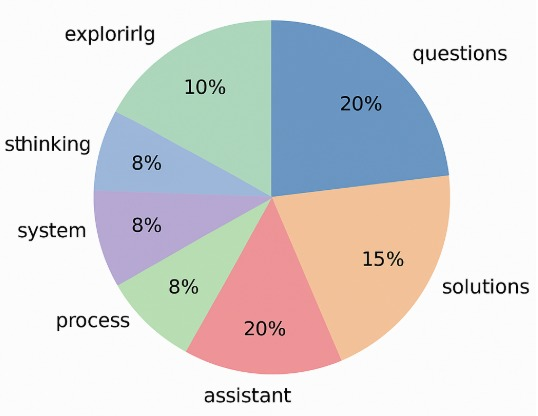 explorirlg
questions
10%
20%
sthinking
8%
system
8%
15%
8%
solutions
process
20%
assistant